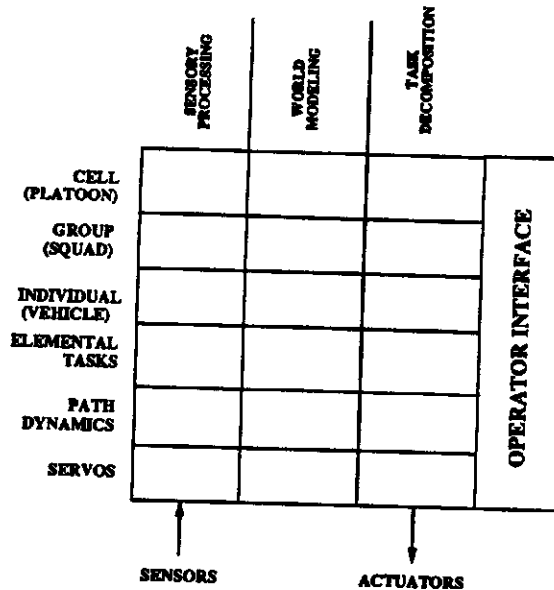 SENSORY
PROCESSING
WORLD
MODELING
TASK
DECOMPOSITION
CELL
(PLATOON)
GROUP
(SQUAD)
INDIVIDUAL
(VEHICLE)
ELEMENTAL
TASKS
PATH
DYNAMICS
SERVOS
OPERATOR INTERFACE
SENSORS
ACTUATORS